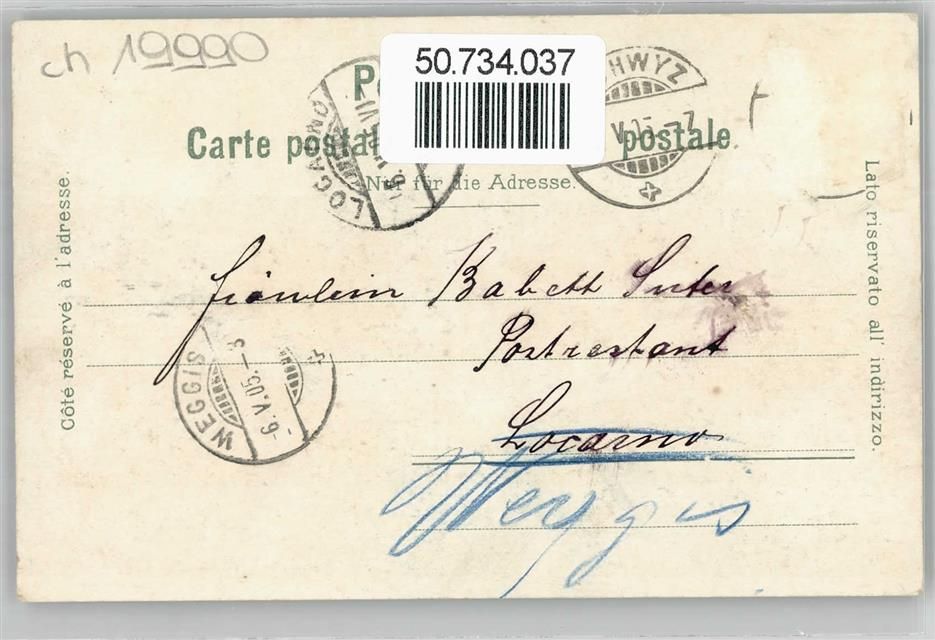 ch 19990
50.734.037
Carte postale
postale.
Nur für die Adresse.
LOCARNO
SCHWYZ
Côté réservé à l'adresse.
Lato riservato all' indirizzo.
Fräulein Babett Suter
Postrestant
Locarno
Weggis
WEGGIS
-6.V.05.-8